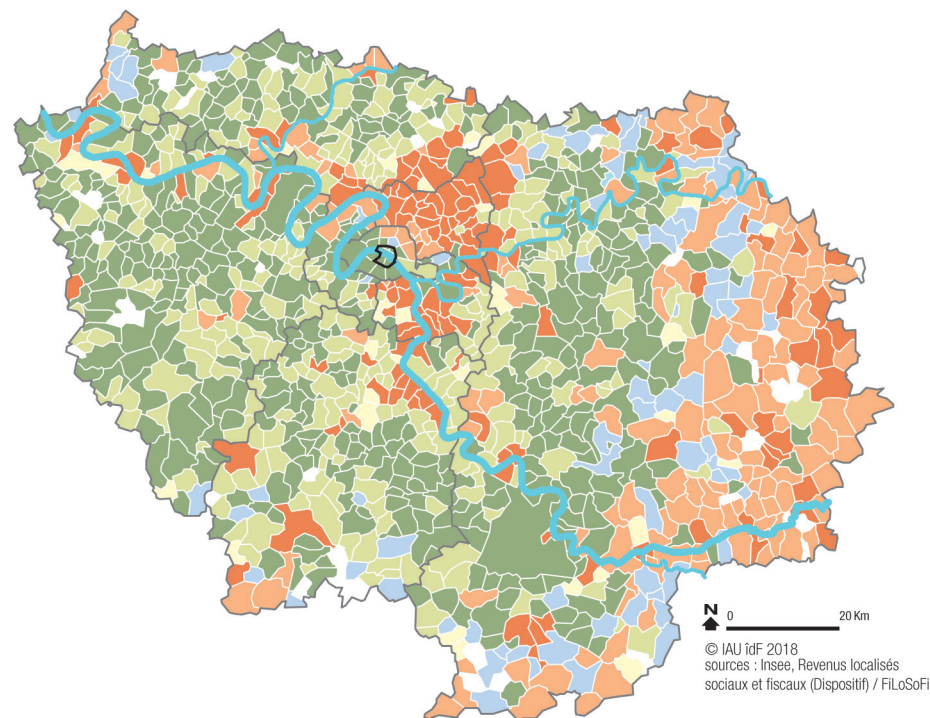 N
0 20 Km
© IAU îdF 2018
sources : Insee, Revenus localisés
sociaux et fiscaux (Dispositif) / FiLoSoFi